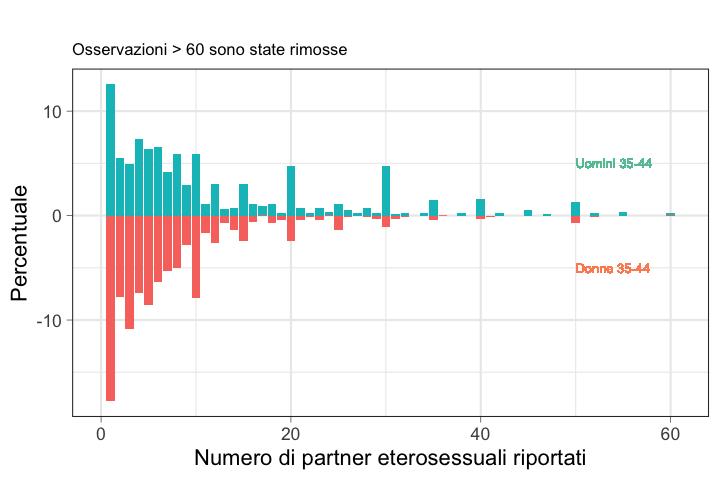 Osservazioni > 60 sono state rimosse
10
Uomini 35-44
0
Donne 35-44
-10
Percentuale
0 20 40 60
Numero di partner eterosessuali riportati